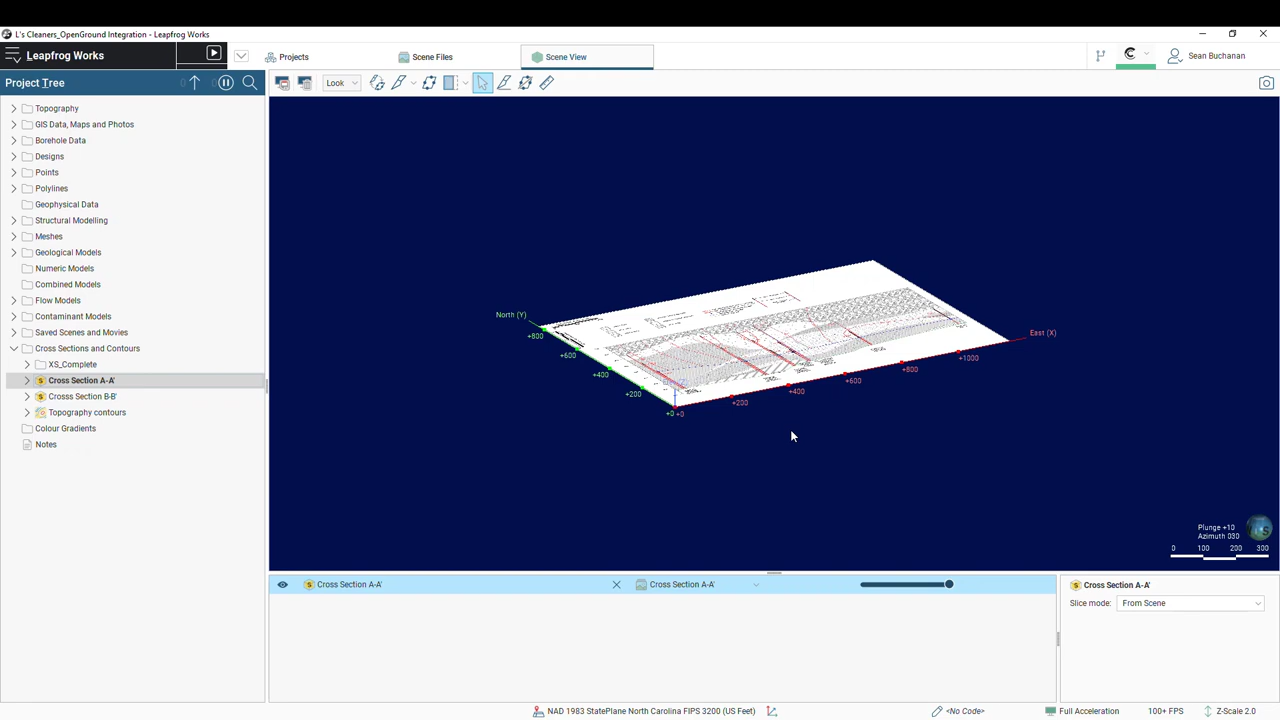 L's Cleaners_OpenGround Integration - Leapfrog Works
Leapfrog Works
Projects
Scene Files
Scene View
Sean Buchanan
Project Tree
Look
Topography
GIS Data, Maps and Photos
Borehole Data
Designs
Points
Polylines
Geophysical Data
Structural Modelling
Meshes
Geological Models
Numeric Models
Combined Models
Flow Models
Contaminant Models
Saved Scenes and Movies
Cross Sections and Contours
XS_Complete
Cross Section A-A'
Crosss Section B-B'
Topography contours
Colour Gradients
Notes
North (Y)
+800
+600
+400
+200
+0 +0
+200
+400
+600
+800
+1000
East (X)
Plunge +10
Azimuth 030
0 100 200 300
Cross Section A-A'
Cross Section A-A'
Cross Section A-A'
Slice mode: From Scene
NAD 1983 StatePlane North Carolina FIPS 3200 (US Feet)
<No Code>
Full Acceleration
100+ FPS
Z-Scale 2.0